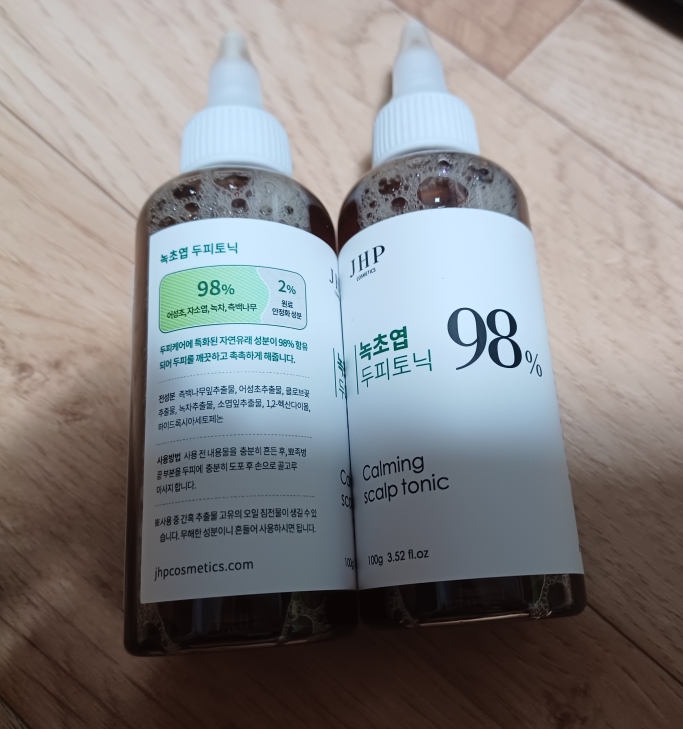 녹초엽 두피토닉
98%
어성초, 자소엽, 녹차, 측백나무
2%
원료
안정화 성분
두피케어에 특화된 자연유래 성분이 98% 함유
되어 두피를 깨끗하고 촉촉하게 해줍니다.
전성분 측백나무잎추출물, 어성초추출물, 클로브꽃
추출물, 녹차추출물, 소엽잎추출물, 1,2-헥산다이올,
하이드록시아세토페논
사용방법 사용 전 내용물을 충분히 흔든 후, 뾰족병
끝 부분을 두피에 충분히 도포 후 손으로 골고루
마사지 합니다.
※사용 중 간혹 추출물 고유의 오일 침전물이 생길 수 있
습니다. 무해한 성분이니 흔들어 사용하시면 됩니다.
jhpcosmetics.com
JHP
COSMETICS
녹초엽
두피토닉
98%
Calming
scalp tonic
100g 3.52 fl.oz